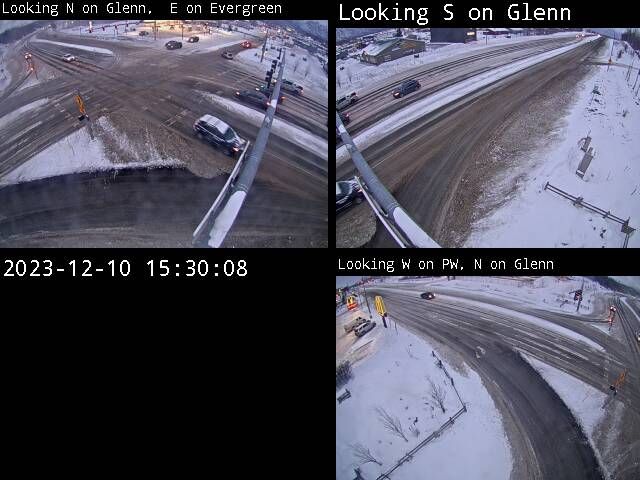 Looking N on Glenn,  E on Evergreen
Looking S on Glenn
2023-12-10 15:30:08
Looking W on PW, N on Glenn